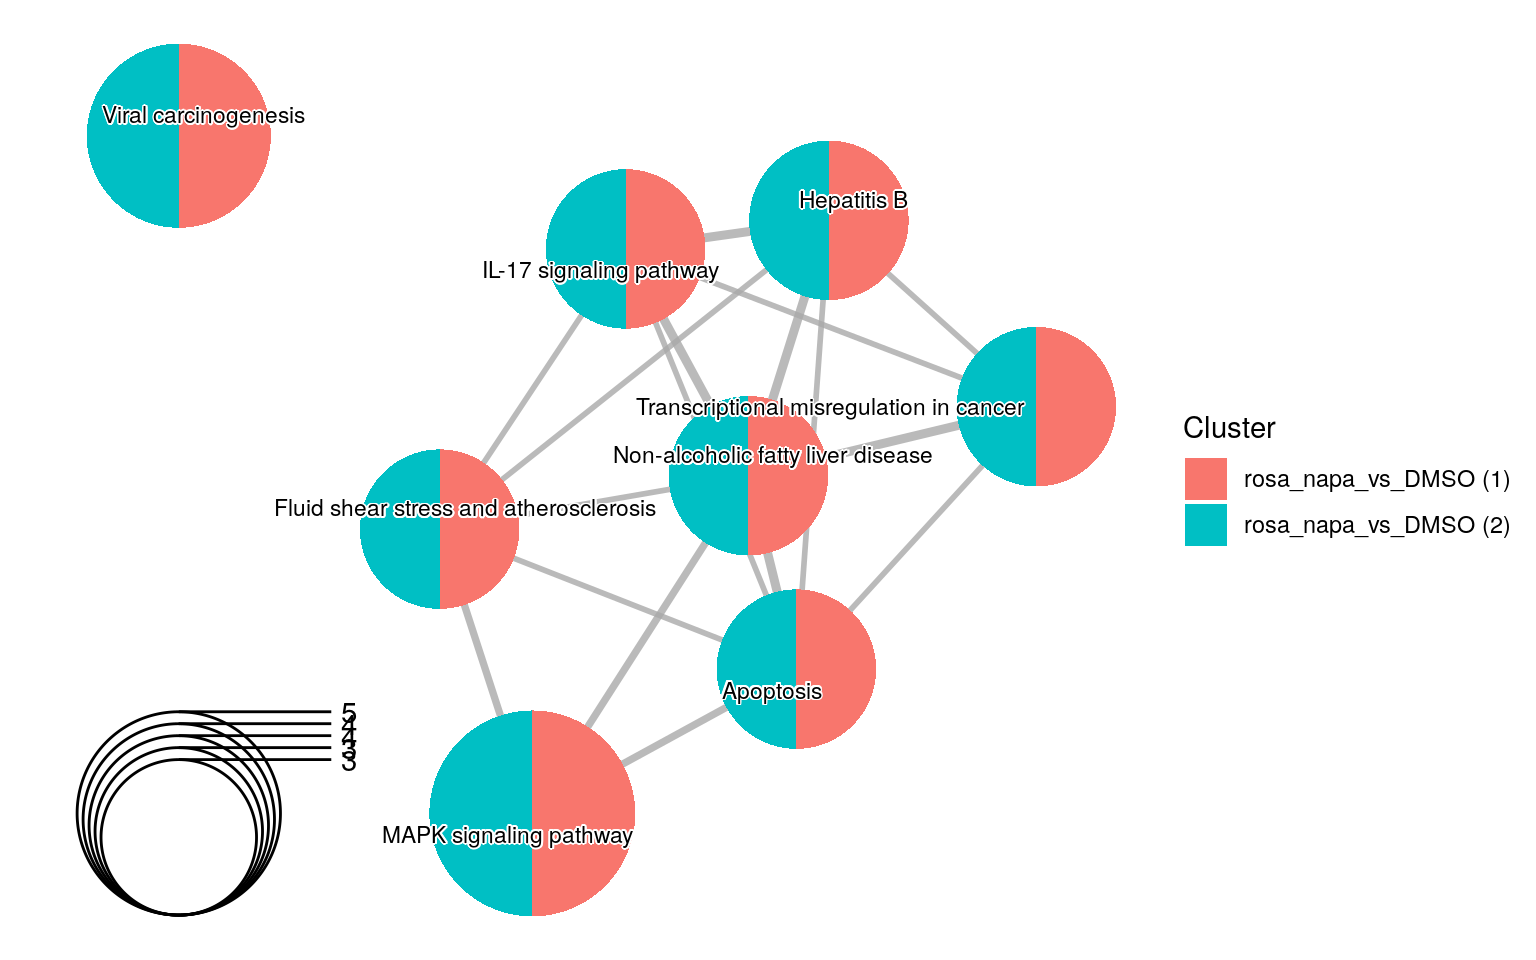 Viral carcinogenesis
Hepatitis B
IL-17 signaling pathway
Transcriptional misregulation in cancer
Non-alcoholic fatty liver disease
Fluid shear stress and atherosclerosis
Apoptosis
MAPK signaling pathway
5
4
4
3
3
Cluster
rosa_napa_vs_DMSO (1)
rosa_napa_vs_DMSO (2)